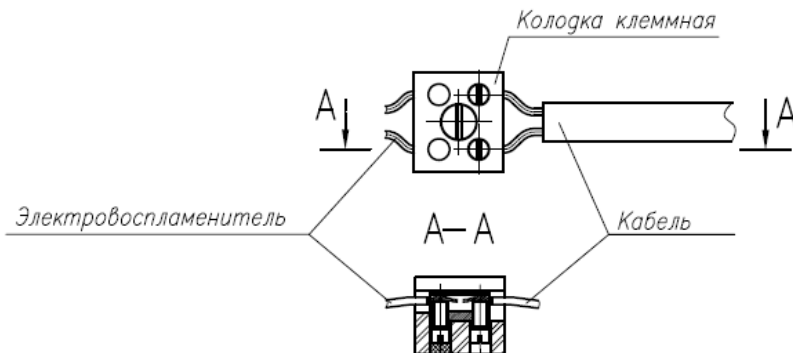 Колодка клеммная
А
А
Электровоспламенитель
А–А
Кабель